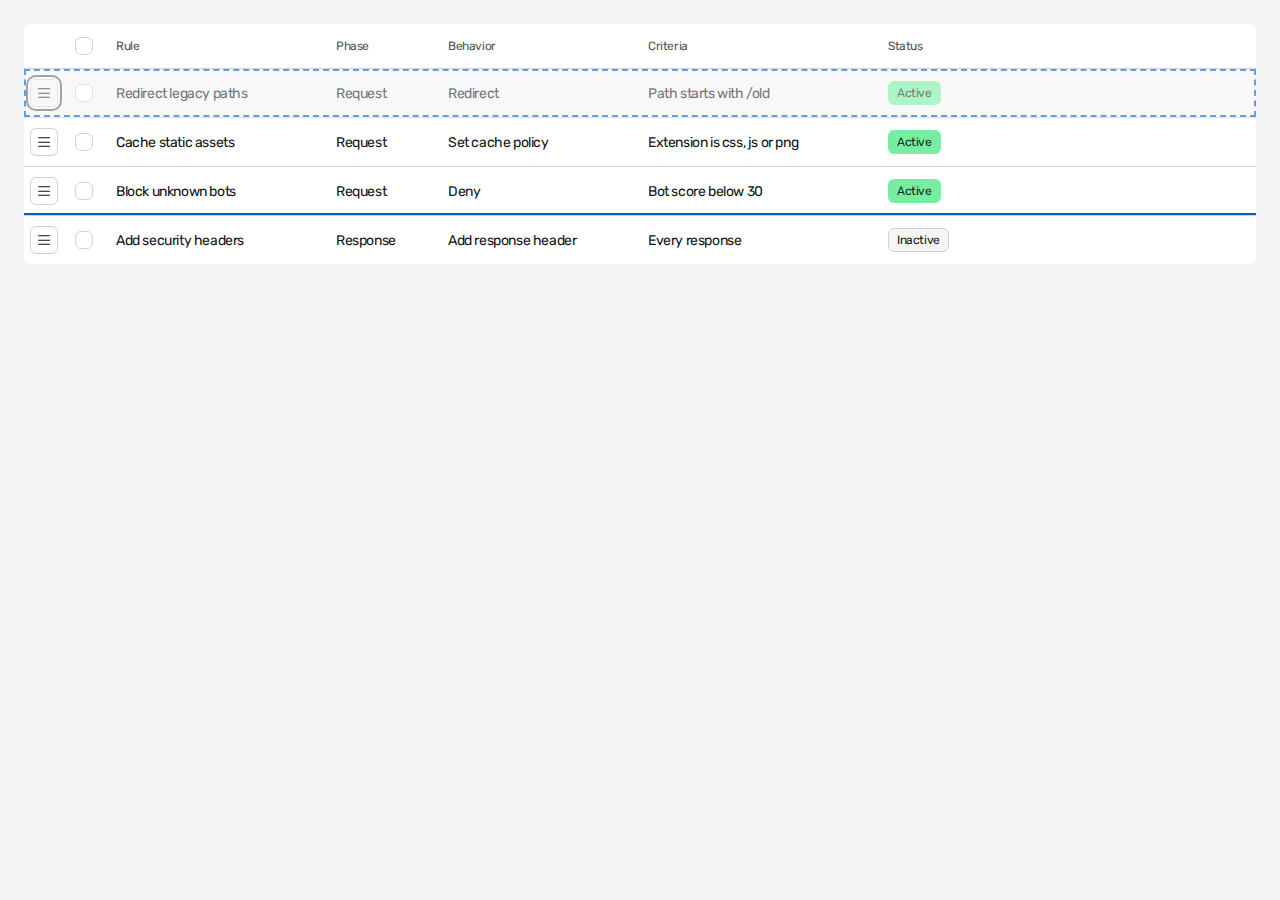 Rule Phase Behavior Criteria Status
Redirect legacy paths Request Redirect Path starts with /old Active
Cache static assets Request Set cache policy Extension is css, js or png Active
Block unknown bots Request Deny Bot score below 30 Active
Add security headers Response Add response header Every response Inactive